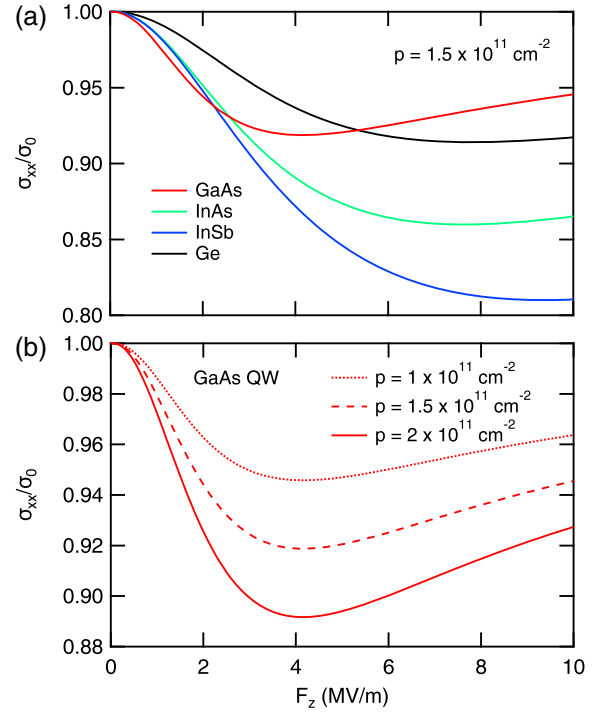 (a)
1.00
0.95
0.90
0.85
0.80
σxx/σ0
p = 1.5 x 10^11 cm^-2
GaAs
InAs
InSb
Ge
(b)
1.00
0.98
0.96
0.94
0.92
0.90
0.88
σxx/σ0
GaAs QW
p = 1 x 10^11 cm^-2
p = 1.5 x 10^11 cm^-2
p = 2 x 10^11 cm^-2
0 2 4 6 8 10
Fz (MV/m)